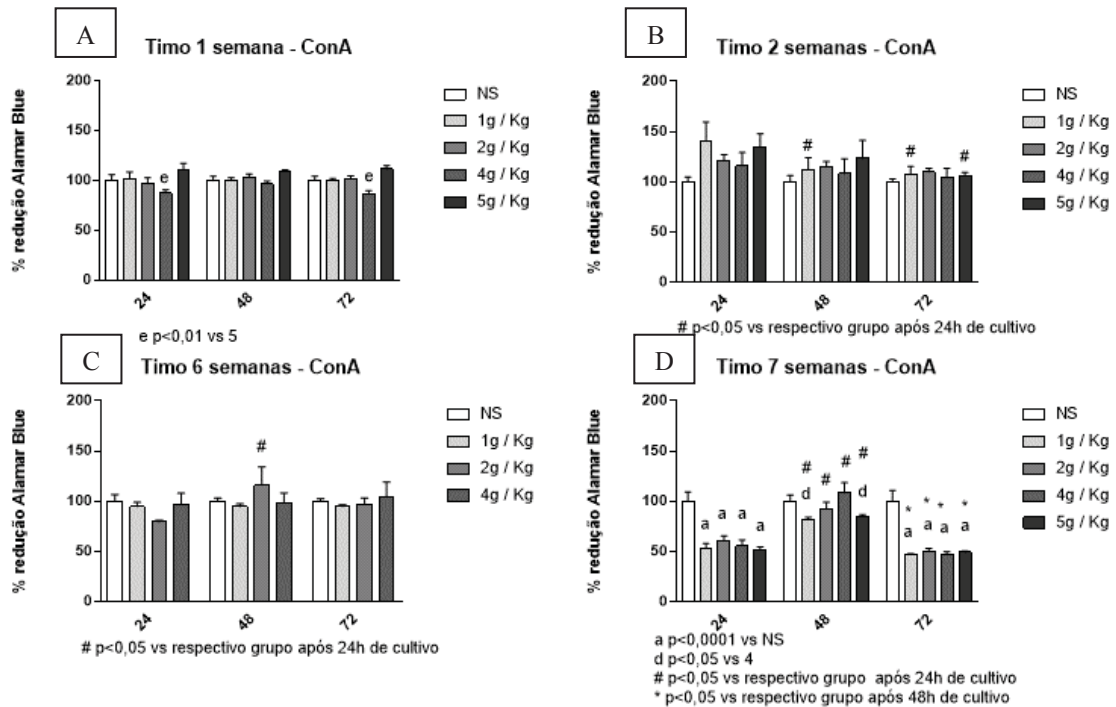 A
Timo 1 semana - ConA
% redução Alamar Blue
200
150
100
50
0
e
e
24
48
72
NS
1g / Kg
2g / Kg
4g / Kg
5g / Kg
e p<0,01 vs 5
B
Timo 2 semanas - ConA
% redução Alamar Blue
200
150
100
50
0
#
#
#
24
48
72
NS
1g / Kg
2g / Kg
4g / Kg
5g / Kg
# p<0,05 vs respectivo grupo após 24h de cultivo
C
Timo 6 semanas - ConA
% redução Alamar Blue
200
150
100
50
0
#
24
48
72
NS
1g / Kg
2g / Kg
4g / Kg
# p<0,05 vs respectivo grupo após 24h de cultivo
D
Timo 7 semanas - ConA
% redução Alamar Blue
200
150
100
50
0
a a a a
# # # #
d d
* * * *
a a a a
24
48
72
NS
1g / Kg
2g / Kg
4g / Kg
5g / Kg
a p<0,0001 vs NS
d p<0,05 vs 4
# p<0,05 vs respectivo grupo após 24h de cultivo
* p<0,05 vs respectivo grupo após 48h de cultivo